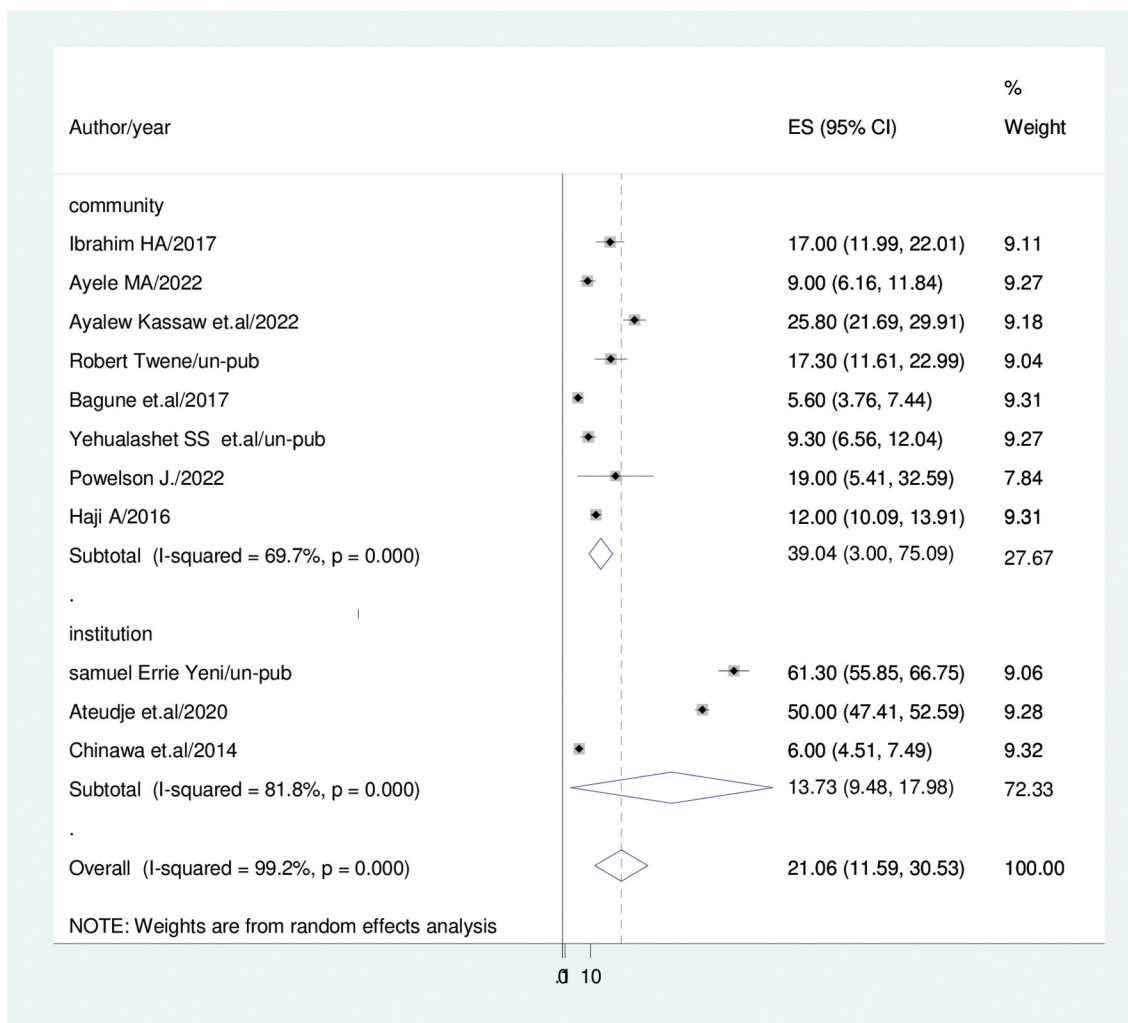 %
Author/year ES (95% CI) Weight
community
Ibrahim HA/2017 17.00 (11.99, 22.01) 9.11
Ayele MA/2022 9.00 (6.16, 11.84) 9.27
Ayalew Kassaw et.al/2022 25.80 (21.69, 29.91) 9.18
Robert Twene/un-pub 17.30 (11.61, 22.99) 9.04
Bagune et.al/2017 5.60 (3.76, 7.44) 9.31
Yehualashet SS et.al/un-pub 9.30 (6.56, 12.04) 9.27
Powelson J./2022 19.00 (5.41, 32.59) 7.84
Haji A/2016 12.00 (10.09, 13.91) 9.31
Subtotal (I-squared = 69.7%, p = 0.000) 39.04 (3.00, 75.09) 27.67
.
institution
samuel Errie Yeni/un-pub 61.30 (55.85, 66.75) 9.06
Ateudje et.al/2020 50.00 (47.41, 52.59) 9.28
Chinawa et.al/2014 6.00 (4.51, 7.49) 9.32
Subtotal (I-squared = 81.8%, p = 0.000) 13.73 (9.48, 17.98) 72.33
.
Overall (I-squared = 99.2%, p = 0.000) 21.06 (11.59, 30.53) 100.00
NOTE: Weights are from random effects analysis
10